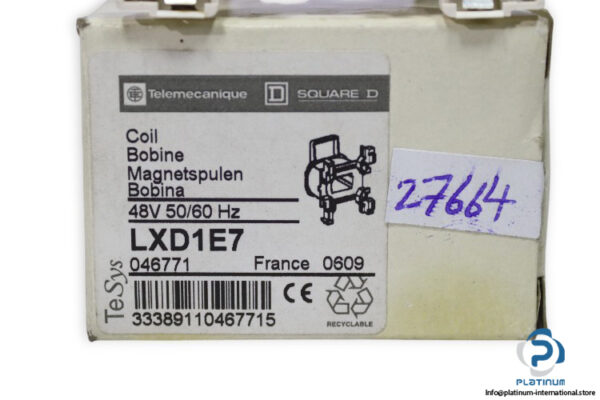 Telemecanique D SQUARE D
Coil
Bobine
Magnetspulen
Bobina
48V 50/60 Hz
LXD1E7
046771 France 0609
TeSys
33389110467715
CE
RECYCLABLE
27664
PLATINUM
Info@platinum-international.store